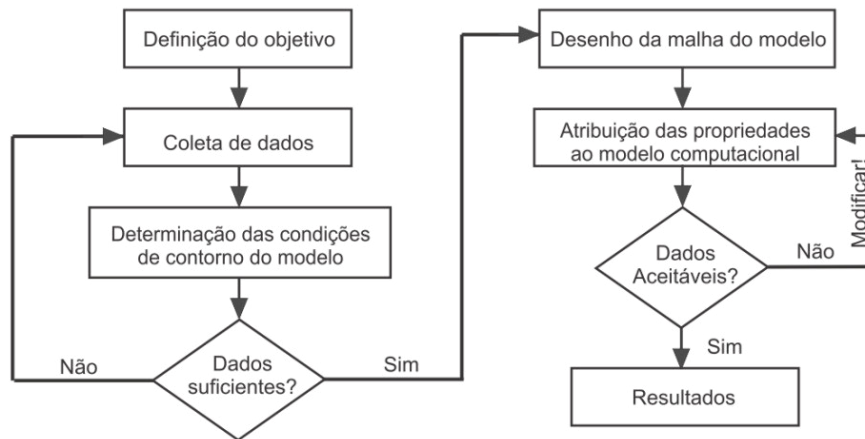 Definição do objetivo
Coleta de dados
Determinação das condições
de contorno do modelo
Dados
suficientes?
Não
Sim
Desenho da malha do modelo
Atribuição das propriedades
ao modelo computacional
Dados
Aceitáveis?
Não
Modificar!
Sim
Resultados